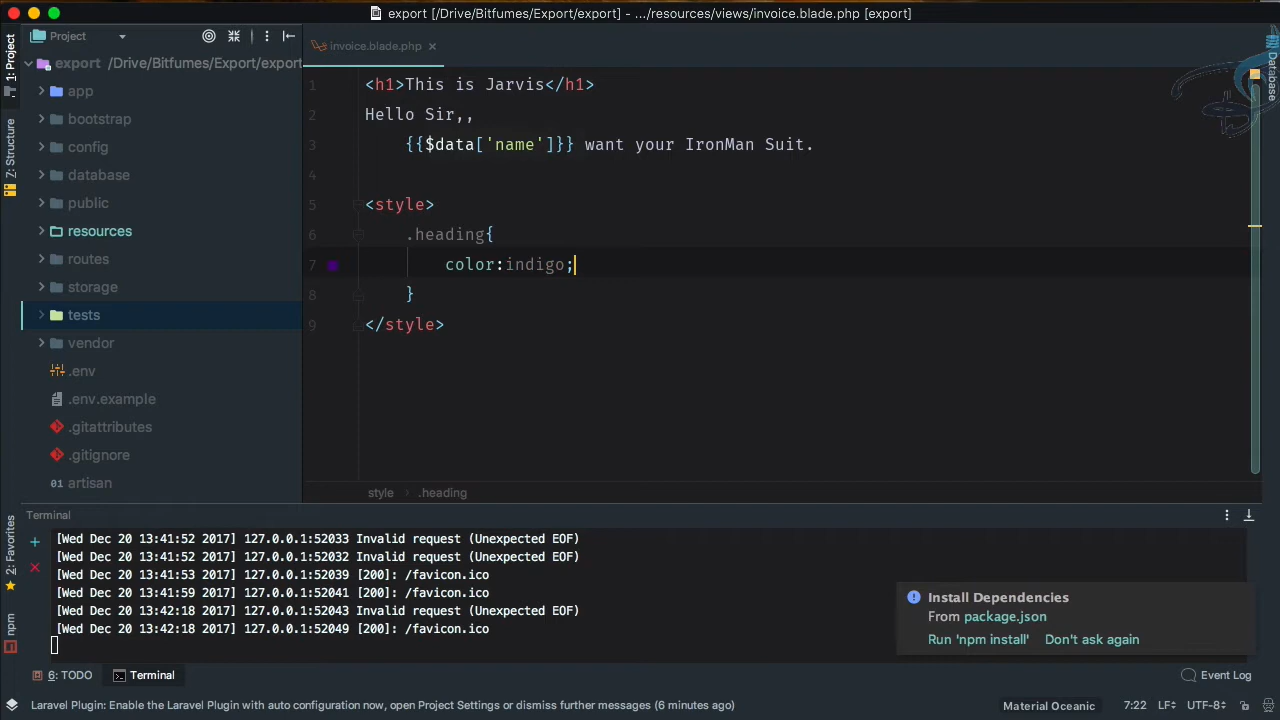 export [/Drive/Bitfumes/Export/export] - .../resources/views/invoice.blade.php [export]
Project
invoice.blade.php
1: Project
7: Structure
2: Favorites
npm
Database
export /Drive/Bitfumes/Export/export
app
bootstrap
config
database
public
resources
routes
storage
tests
vendor
.env
.env.example
.gitattributes
.gitignore
01 artisan
1 <h1>This is Jarvis</h1>
2 Hello Sir,,
3 {{$data['name']}} want your IronMan Suit.
4
5 <style>
6 .heading{
7 color:indigo;
8 }
9 </style>
style › .heading
Terminal
[Wed Dec 20 13:41:52 2017] 127.0.0.1:52033 Invalid request (Unexpected EOF)
[Wed Dec 20 13:41:52 2017] 127.0.0.1:52032 Invalid request (Unexpected EOF)
[Wed Dec 20 13:41:53 2017] 127.0.0.1:52039 [200]: /favicon.ico
[Wed Dec 20 13:41:59 2017] 127.0.0.1:52041 [200]: /favicon.ico
[Wed Dec 20 13:42:18 2017] 127.0.0.1:52043 Invalid request (Unexpected EOF)
[Wed Dec 20 13:42:18 2017] 127.0.0.1:52049 [200]: /favicon.ico
Install Dependencies
From package.json
Run 'npm install' Don't ask again
6: TODO
Terminal
Event Log
Laravel Plugin: Enable the Laravel Plugin with auto configuration now, open Project Settings or dismiss further messages (6 minutes ago)
Material Oceanic
7:22
LF
UTF-8